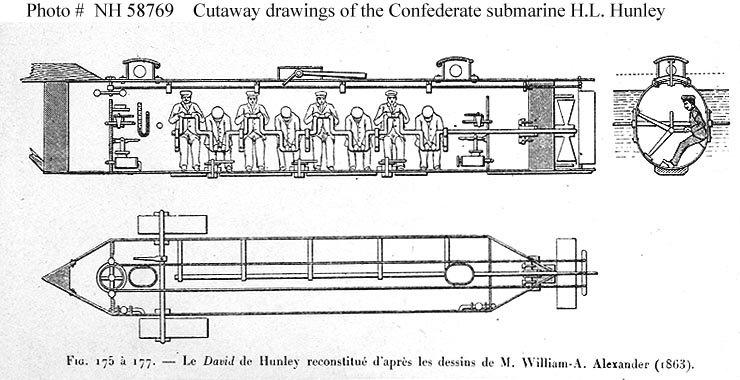 Photo # NH 58769 Cutaway drawings of the Confederate submarine H.L. Hunley
Fig. 175 à 177. — Le David de Hunley reconstitué d'après les dessins de M. William-A. Alexander (1863).